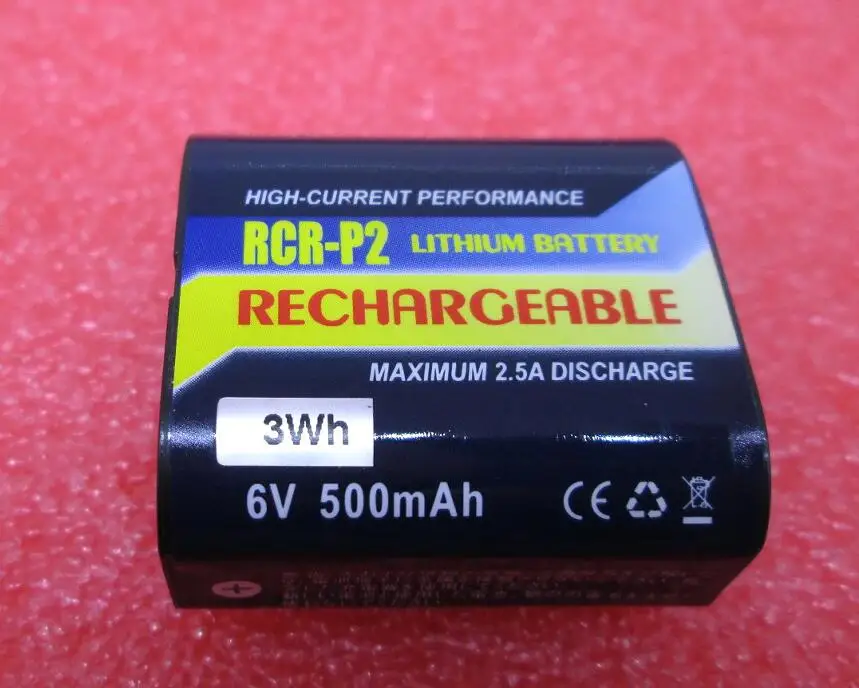 HIGH-CURRENT PERFORMANCE
RCR-P2 LITHIUM BATTERY
RECHARGEABLE
MAXIMUM 2.5A DISCHARGE
3Wh
6V 500mAh CE
+